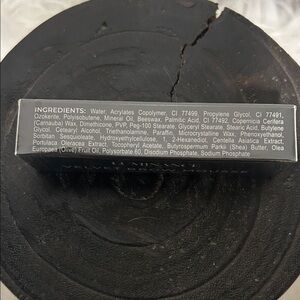 INGREDIENTS: Water, Acrylates Copolymer, CI 77499, Propylene Glycol, CI 77491,
Ozokerite, Polyisobutene, Mineral Oil, Beeswax, Palmitic Acid, CI 77492, Copernicia Cerifera
(Carnauba) Wax, Dimethicone, PVP, Peg-100 Stearate, Glyceryl Stearate, Stearic Acid, Butylene
Glycol, Cetearyl Alcohol, Triethanolamine, Paraffin, Microcrystalline Wax, Phenoxyethanol,
Sorbitan Sesquioleate, Hydroxyethylcellulose, 1, 2-Hexanediol, Centella Asiatica Extract,
Portulaca Oleracea Extract, Tocopheryl Acetate, Butyrospermum Parkii (Shea) Butter, Olea
Europaea (Olive) Fruit Oil, Polysorbate 60, Disodium Phosphate, Sodium Phosphate